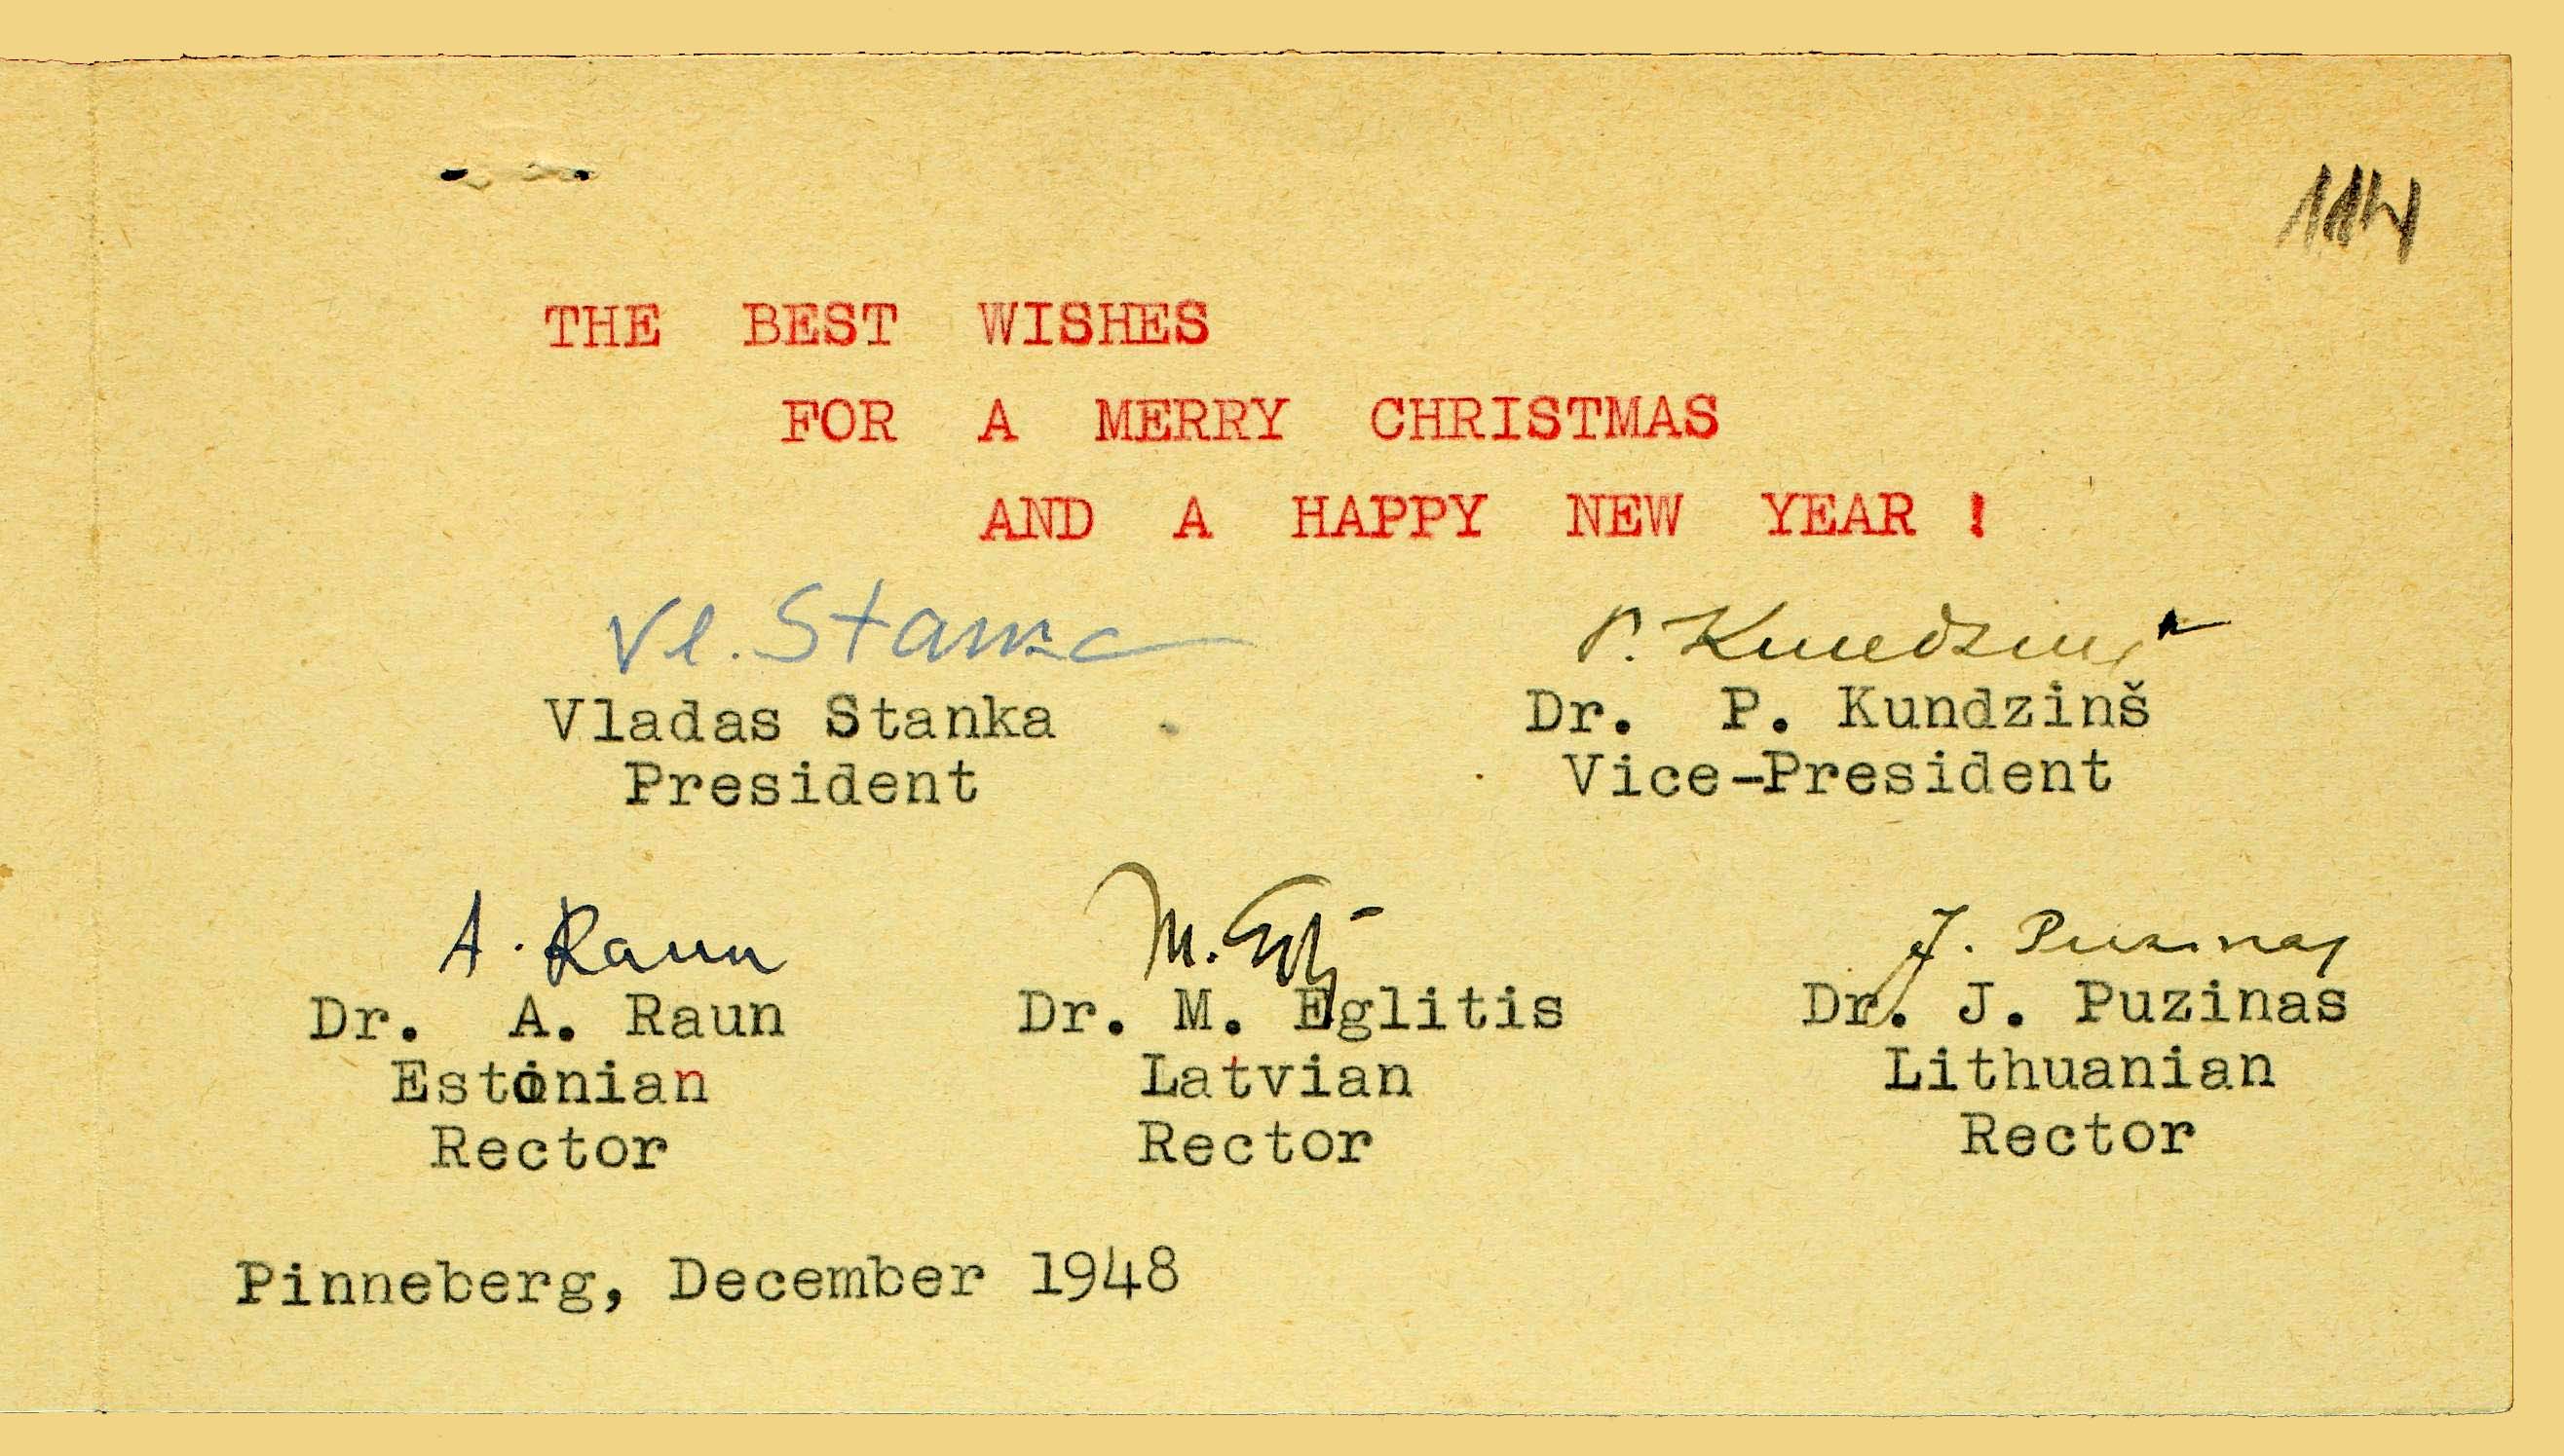 THE BEST WISHES
FOR A MERRY CHRISTMAS
AND A HAPPY NEW YEAR !
Vl. Stanka
P. Kundzinš
Vladas Stanka
Dr. P. Kundzinš
President
Vice-President
A. Raun
M.
J. Puzinas
Dr. A. Raun
Dr. M. Eglitis
Dr. J. Puzinas
Estonian
Latvian
Lithuanian
Rector
Rector
Rector
Pinneberg, December 1948